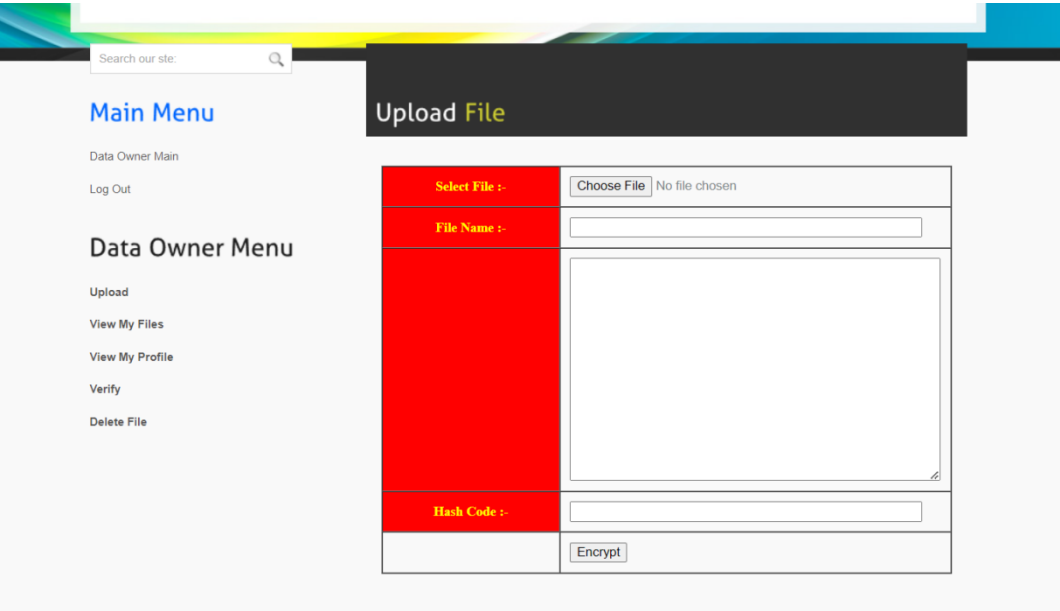 Search our ste:
Main Menu
Data Owner Main
Log Out
Data Owner Menu
Upload
View My Files
View My Profile
Verify
Delete File
Upload File
Select File :- Choose File No file chosen
File Name :-
Hash Code :-
Encrypt